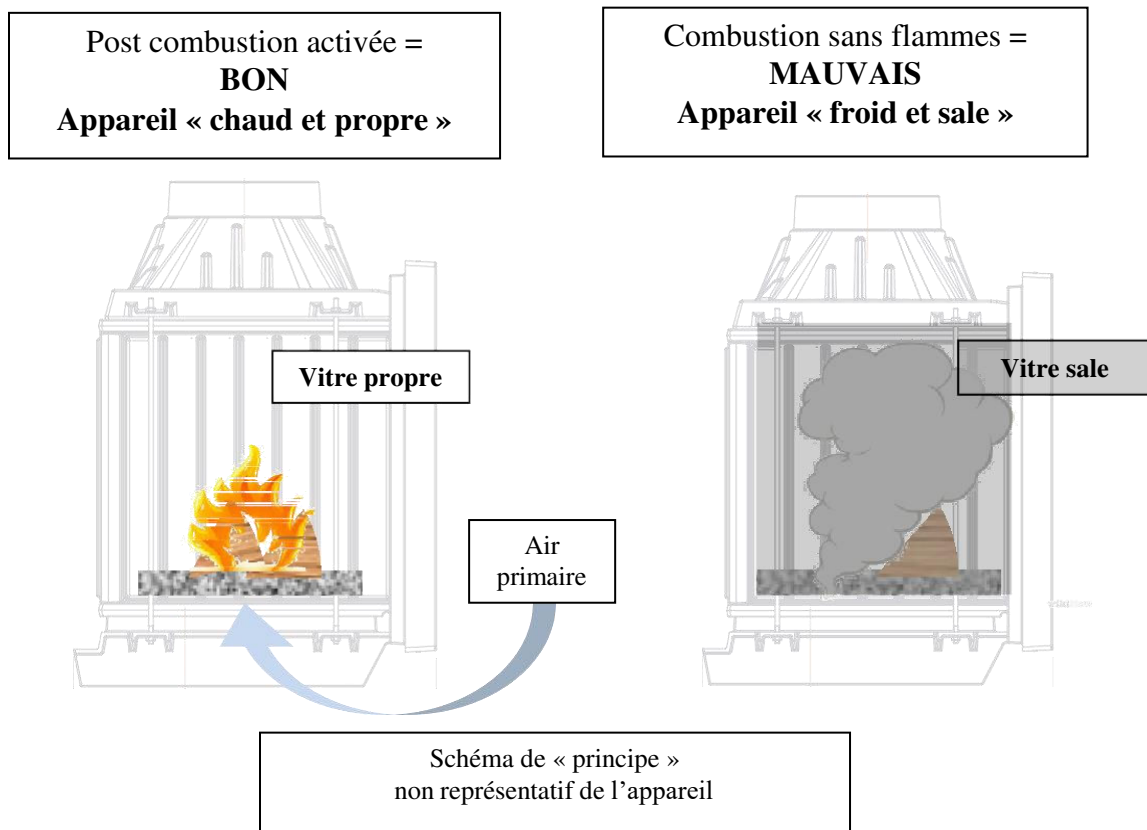 Post combustion activée =
BON
Appareil « chaud et propre »
Combustion sans flammes =
MAUVAIS
Appareil « froid et sale »
Vitre propre
Vitre sale
Air
primaire
Schéma de « principe »
non représentatif de l'appareil